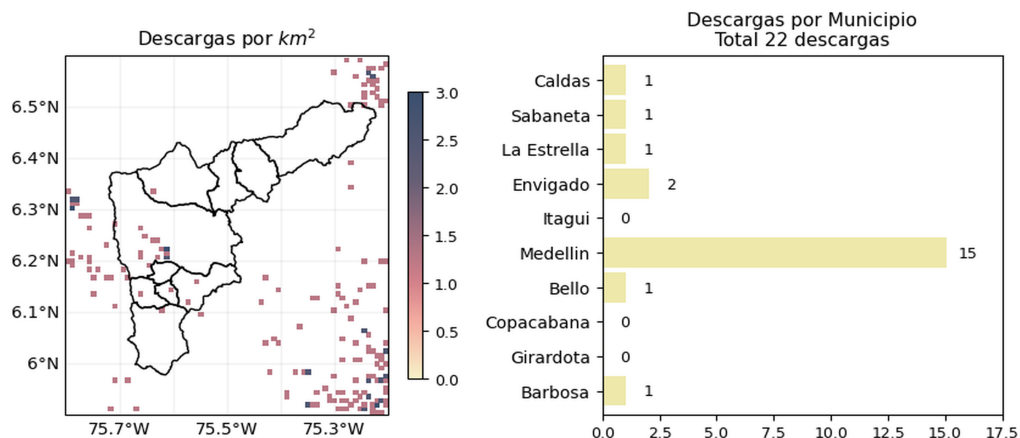 Descargas por km²
6.5°N
6.4°N
6.3°N
6.2°N
6.1°N
6°N
75.7°W 75.5°W 75.3°W
3.0
2.5
2.0
1.5
1.0
0.5
0.0
Descargas por Municipio
Total 22 descargas
Caldas 1
Sabaneta 1
La Estrella 1
Envigado 2
Itagui 0
Medellin 15
Bello 1
Copacabana 0
Girardota 0
Barbosa 1
0.0 2.5 5.0 7.5 10.0 12.5 15.0 17.5